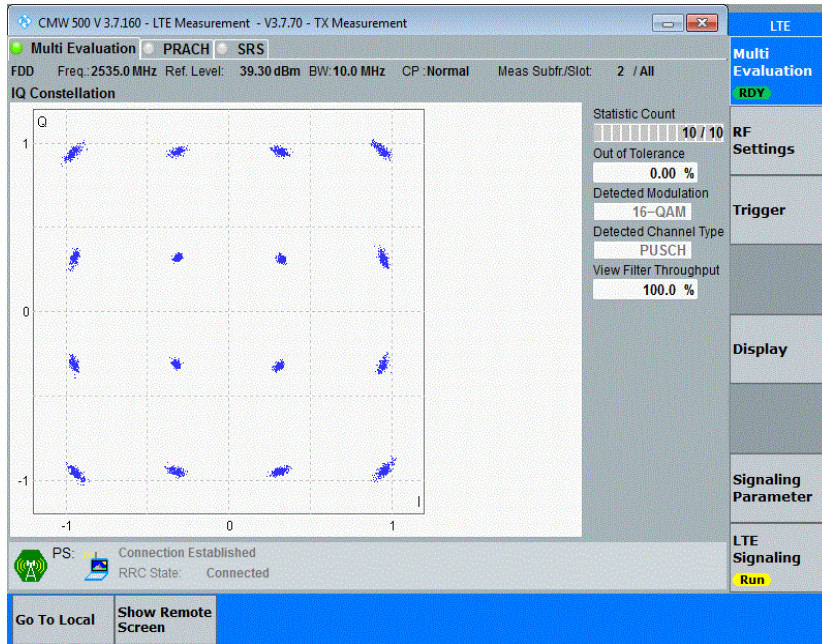 CMW 500 V 3.7.160 - LTE Measurement - V3.7.70 - TX Measurement
LTE
Multi Evaluation PRACH SRS
FDD Freq.: 2535.0 MHz Ref. Level: 39.30 dBm BW: 10.0 MHz CP : Normal Meas Subfr./Slot: 2 / All
IQ Constellation
Q
1
0
-1
-1 0 1
I
Statistic Count
10 / 10
Out of Tolerance
0.00 %
Detected Modulation
16-QAM
Detected Channel Type
PUSCH
View Filter Throughput
100.0 %
Multi
Evaluation
RDY
RF
Settings
Trigger
Display
Signaling
Parameter
LTE
Signaling
Run
PS: Connection Established
RRC State: Connected
Go To Local
Show Remote
Screen